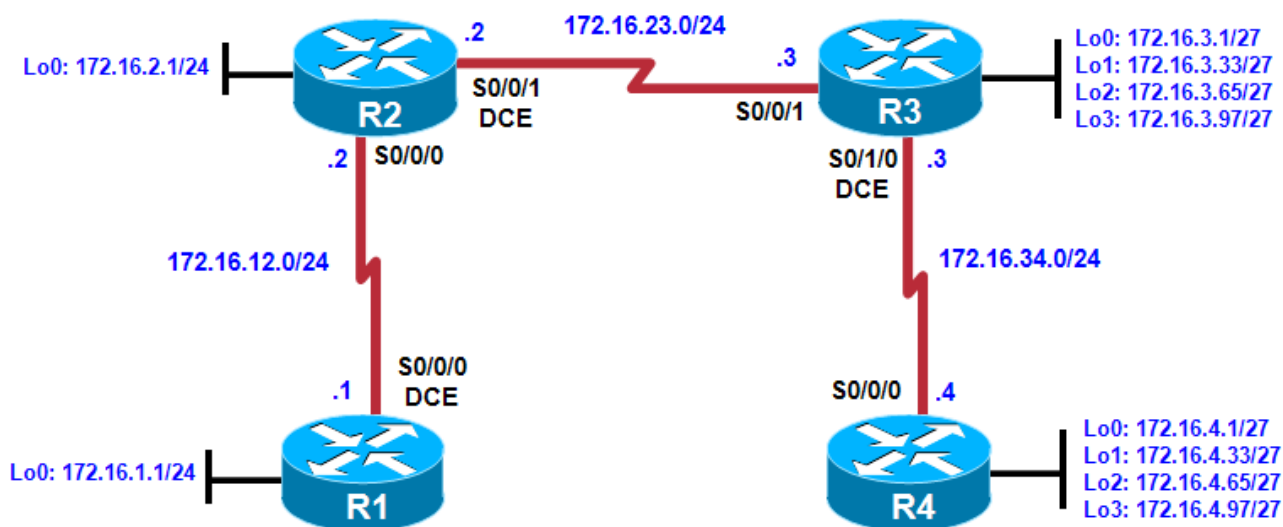 172.16.23.0/24
.2
Lo0: 172.16.2.1/24
S0/0/1
DCE
R2
.2
S0/0/0
.3
S0/0/1
R3
Lo0: 172.16.3.1/27
Lo1: 172.16.3.33/27
Lo2: 172.16.3.65/27
Lo3: 172.16.3.97/27
S0/1/0
DCE
.3
172.16.12.0/24
172.16.34.0/24
S0/0/0
DCE
.1
Lo0: 172.16.1.1/24
R1
S0/0/0
.4
R4
Lo0: 172.16.4.1/27
Lo1: 172.16.4.33/27
Lo2: 172.16.4.65/27
Lo3: 172.16.4.97/27